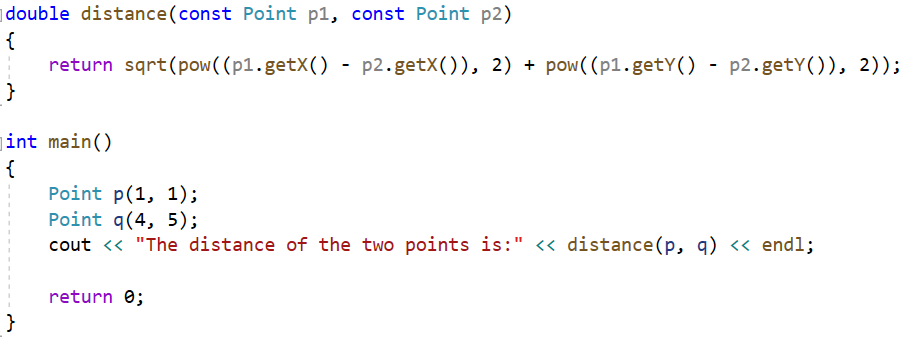 double distance(const Point p1, const Point p2)
{
    return sqrt(pow((p1.getX() - p2.getX()), 2) + pow((p1.getY() - p2.getY()), 2));
}

int main()
{
    Point p(1, 1);
    Point q(4, 5);
    cout << "The distance of the two points is:" << distance(p, q) << endl;

    return 0;
}